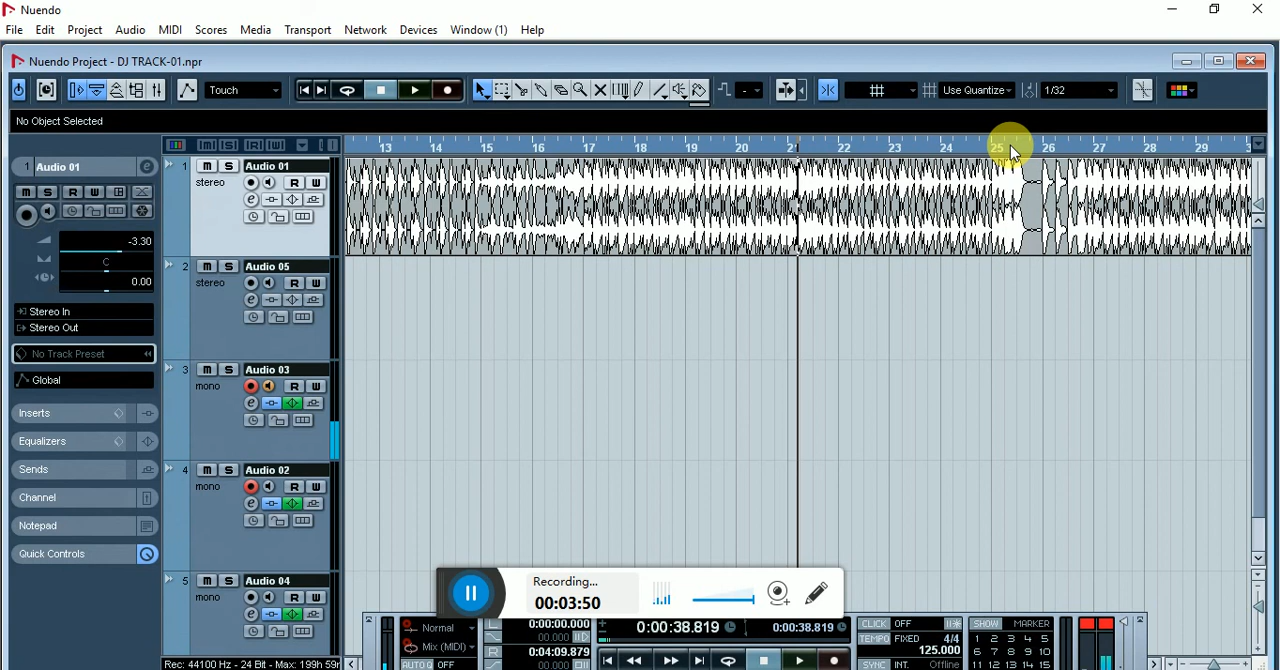 Nuendo
File Edit Project Audio MIDI Scores Media Transport Network Devices Window (1) Help
Nuendo Project - DJ TRACK-01.npr
Touch Use Quantize 1/32
No Object Selected
[M] [S] [R] [W]
13 14 15 16 17 18 19 20 21 22 23 24 25 26 27 28 29
1 Audio 01 e
m S R W
-3.30
C
0.00
Stereo In
Stereo Out
No Track Preset
Global
Inserts
Equalizers
Sends
Channel
Notepad
Quick Controls
1 m S Audio 01
stereo R W
e
2 m S Audio 05
stereo R W
e
3 m S Audio 03
mono R W
e
4 m S Audio 02
mono R W
e
5 m S Audio 04
mono R W
e
Recording...
00:03:50
Rec: 44100 Hz - 24 Bit - Max: 199h 59m
Normal
Mix (MIDI)
AUTO Q OFF
L 0:00:00.000
00.000
R 0:04:09.879
00.000
0:00:38.819 0:00:38.819
CLICK OFF
TEMPO FIXED 4/4
125.000
SYNC INT. Offline
SHOW MARKER
1 2 3 4 5
6 7 8 9 10
11 12 13 14 15